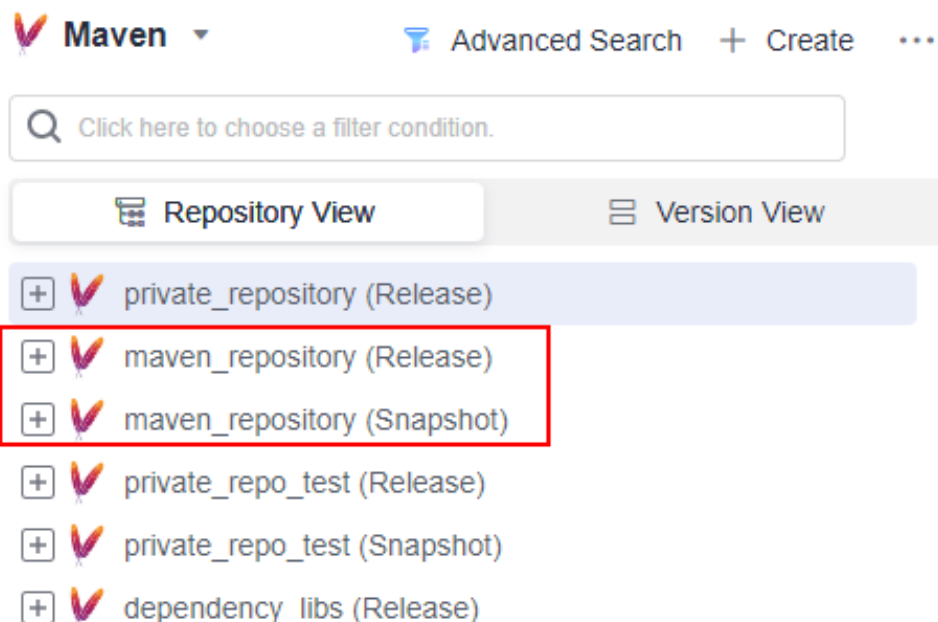 Maven
Advanced Search + Create ...
Click here to choose a filter condition.
Repository View Version View
private_repository (Release)
maven_repository (Release)
maven_repository (Snapshot)
private_repo_test (Release)
private_repo_test (Snapshot)
dependency_libs (Release)